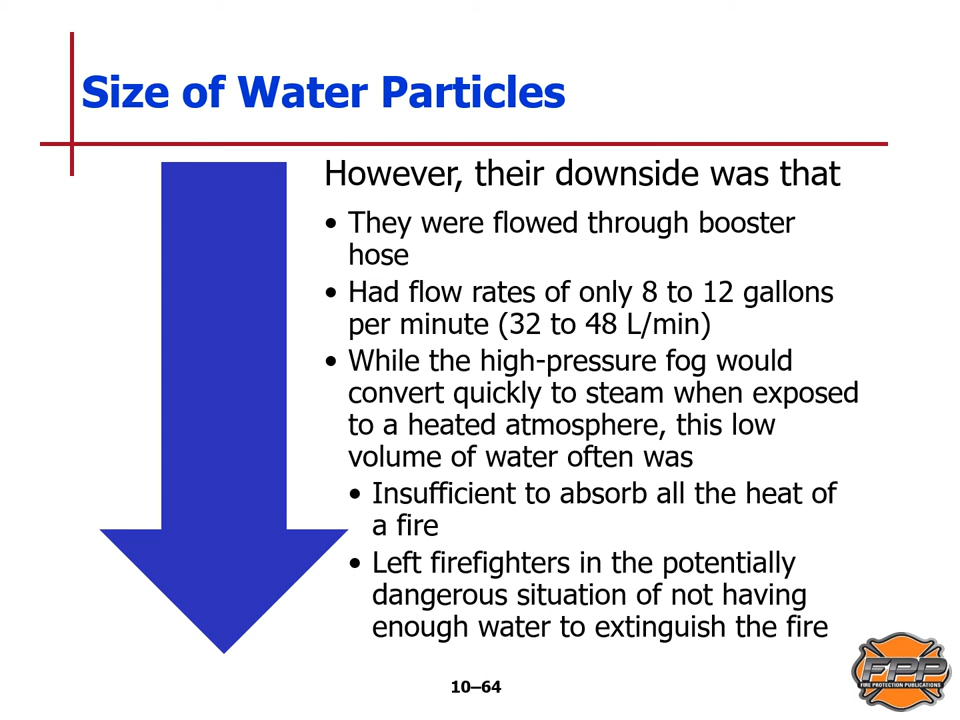 Size of Water Particles
However, their downside was that
• They were flowed through booster
hose
• Had flow rates of only 8 to 12 gallons
per minute (32 to 48 L/min)
• While the high-pressure fog would
convert quickly to steam when exposed
to a heated atmosphere, this low
volume of water often was
• Insufficient to absorb all the heat of
a fire
• Left firefighters in the potentially
dangerous situation of not having
enough water to extinguish the fire
10–64
FPP
FIRE PROTECTION PUBLICATIONS